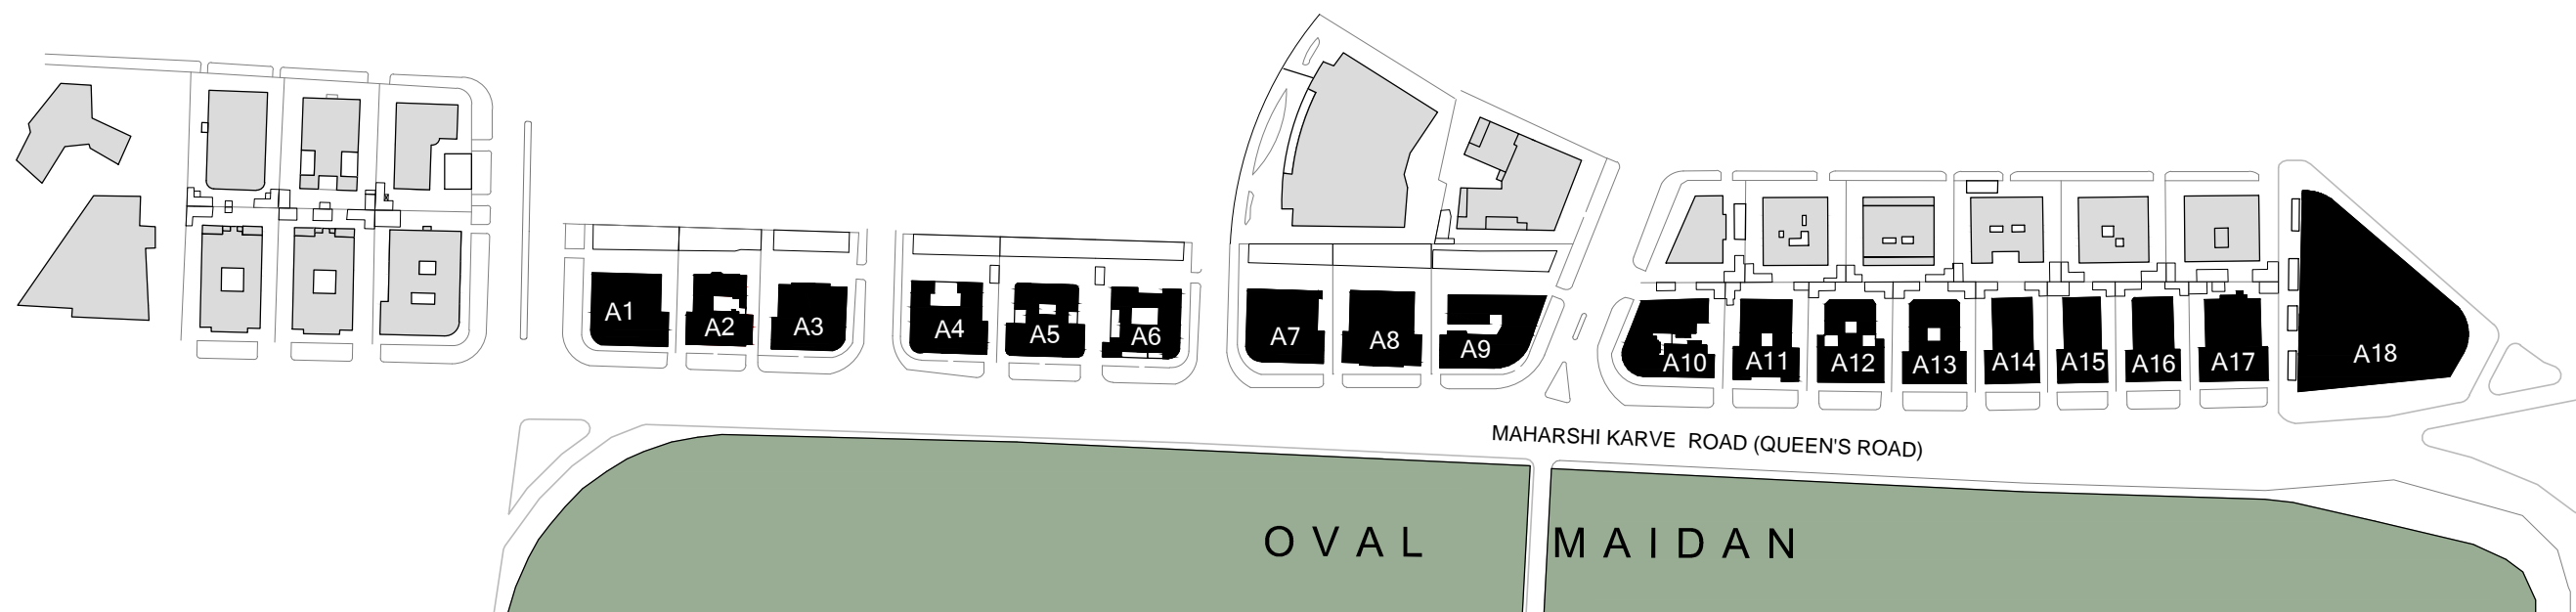 A1
A2
A3
A4
A5
A6
A7
A8
A9
A10
A11
A12
A13
A14
A15
A16
A17
A18
MAHARSHI KARVE ROAD (QUEEN'S ROAD)
OVAL MAIDAN